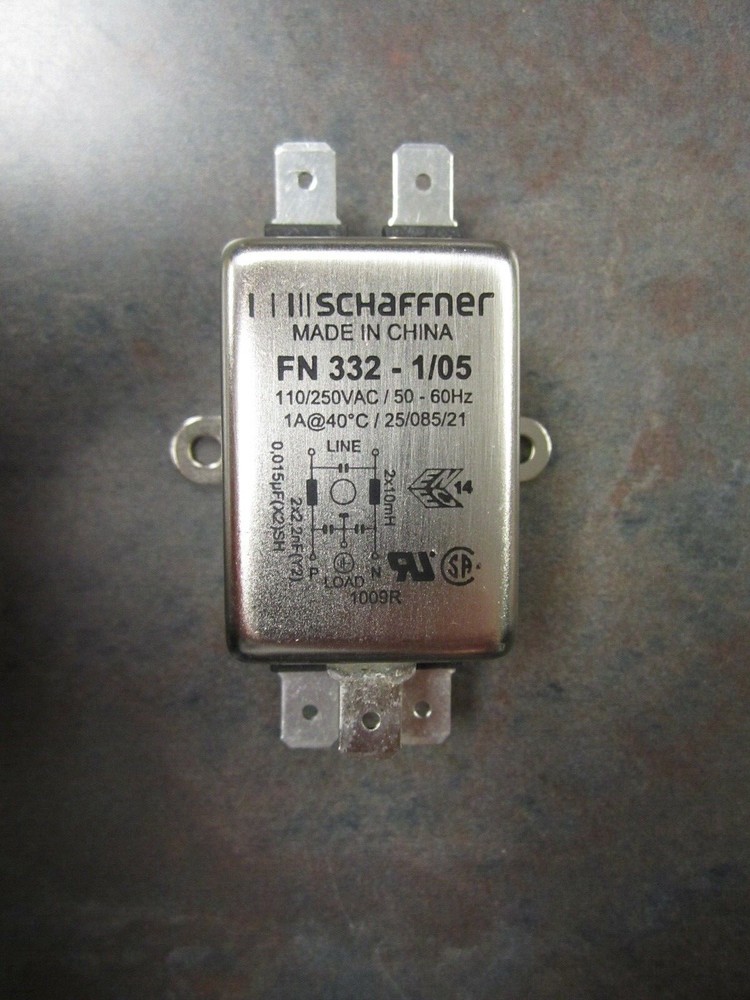 SCHAFFNER
MADE IN CHINA
FN 332 - 1/05
110/250VAC / 50 - 60Hz
1A@40°C / 25/085/21
LINE
0,015µF(X2)SH
2x2,2nF(Y2)
2x10mH
14
P
LOAD
N
1009R